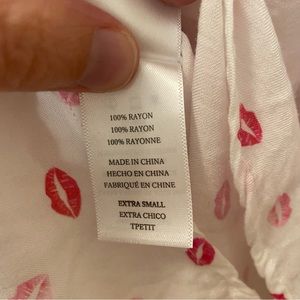 100% RAYON
100% RAYON
100% RAYONNE
MADE IN CHINA
HECHO EN CHINA
FABRIQUÉ EN CHINE
EXTRA SMALL
EXTRA CHICO
TPETIT